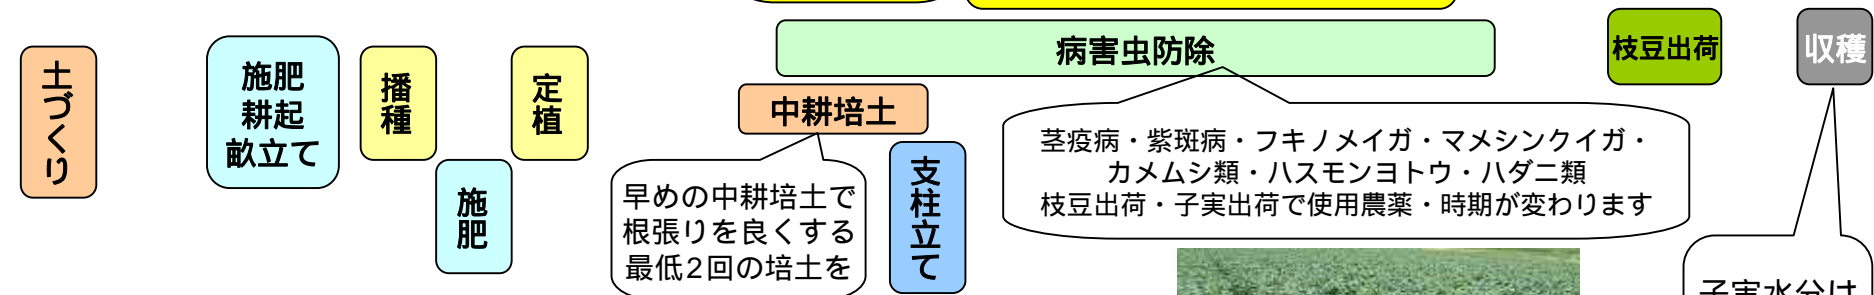 土づくり
施肥
耕起
畝立て
播種
施肥
定植
病害虫防除
枝豆出荷
収穫
中耕培土
早めの中耕培土で
根張りを良くする
最低2回の培土を
支柱立て
茎疫病・紫斑病・フキノメイガ・マメシンクイガ・
カメムシ類・ハスモンヨトウ・ハダニ類
枝豆出荷・子実出荷で使用農薬・時期が変わります
子実水分は